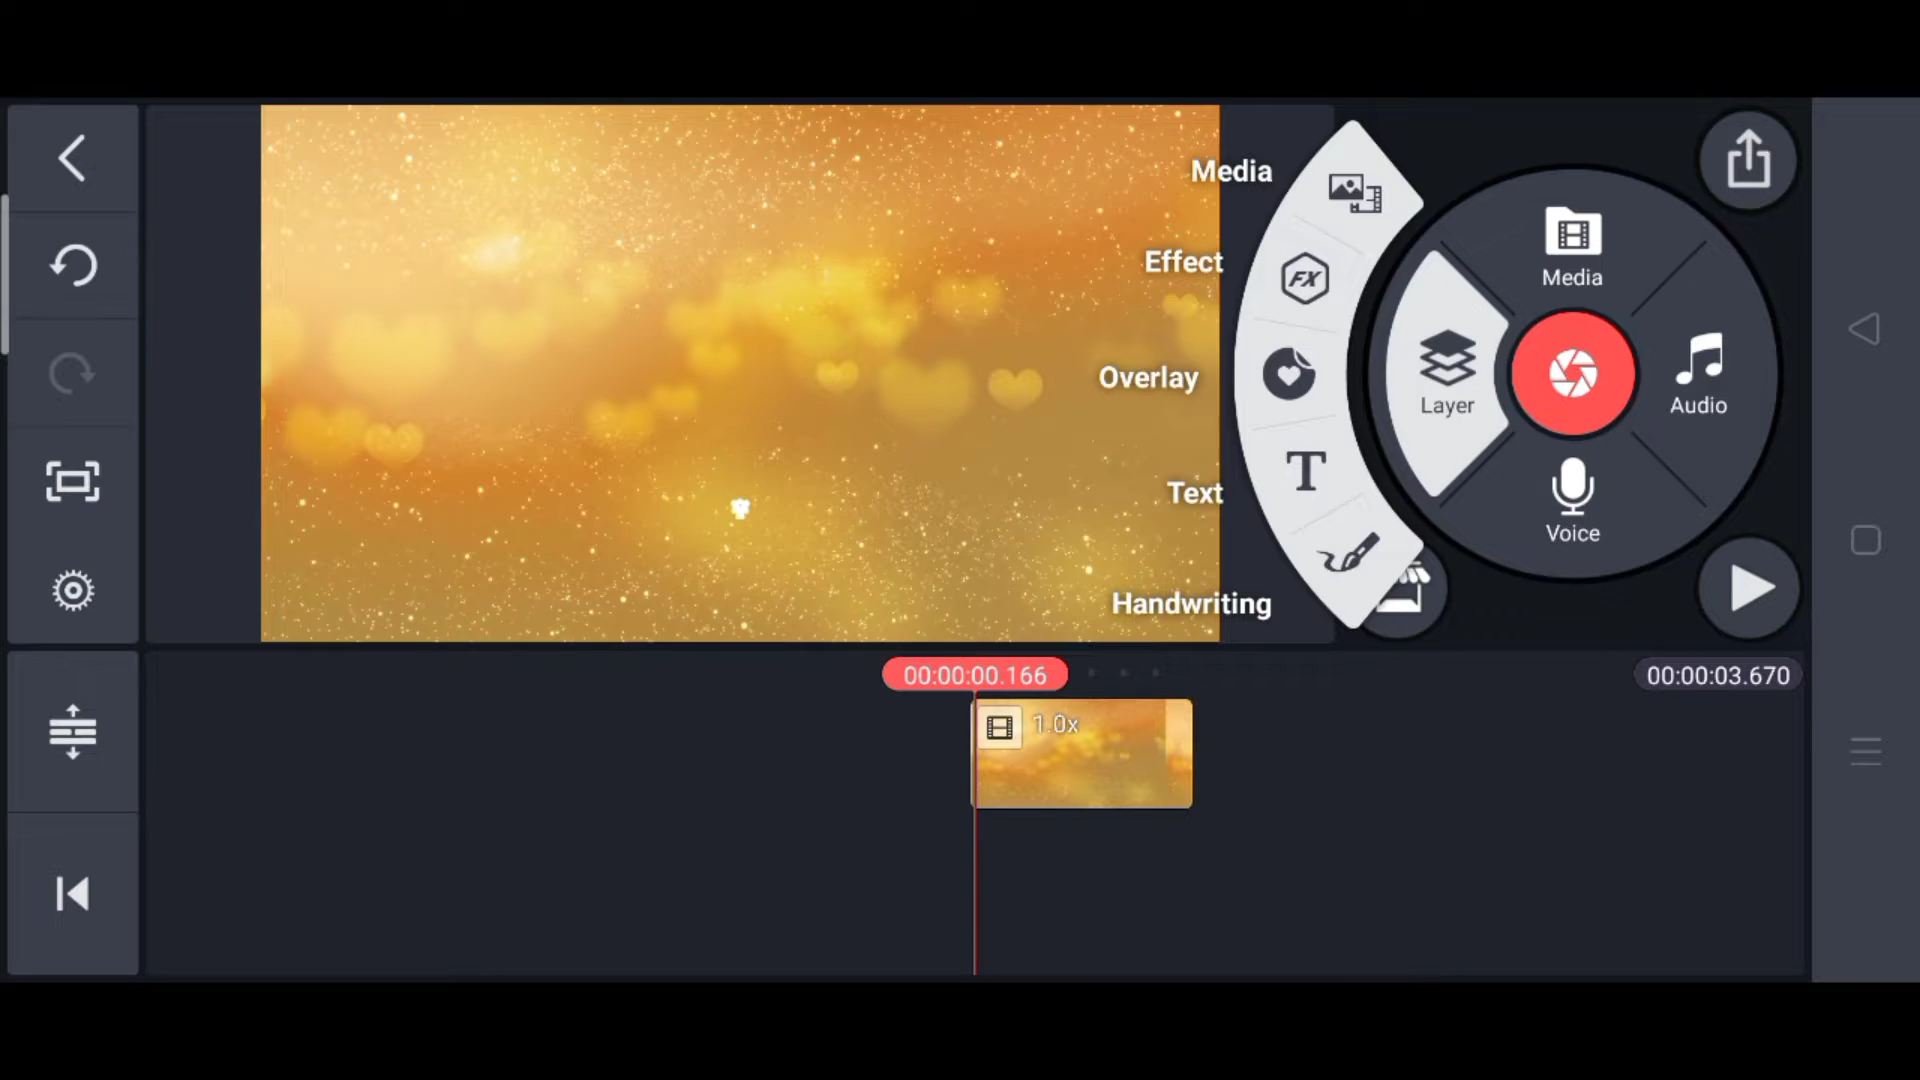 Media
Effect
Overlay
Text
Handwriting
FX
T
Media
Layer
Audio
Voice
00:00:00.166
00:00:03.670
1.0x